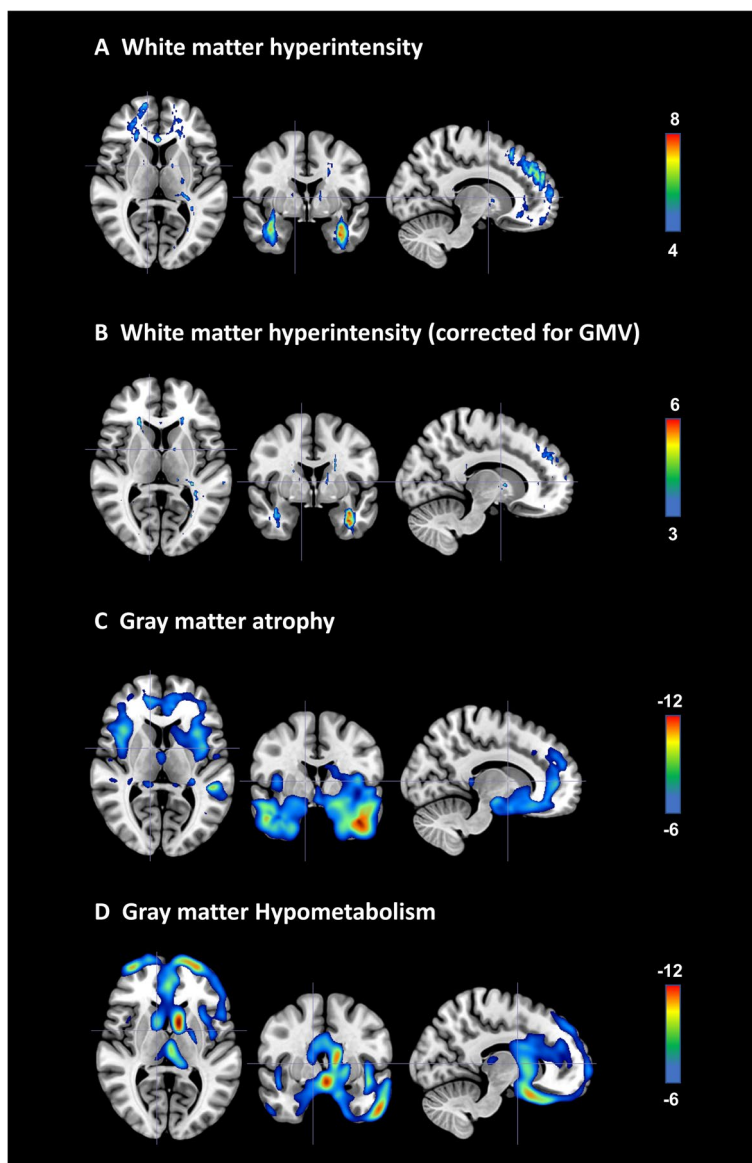 A  White matter hyperintensity
8
4
B  White matter hyperintensity (corrected for GMV)
6
3
C  Gray matter atrophy
-12
-6
D  Gray matter Hypometabolism
-12
-6